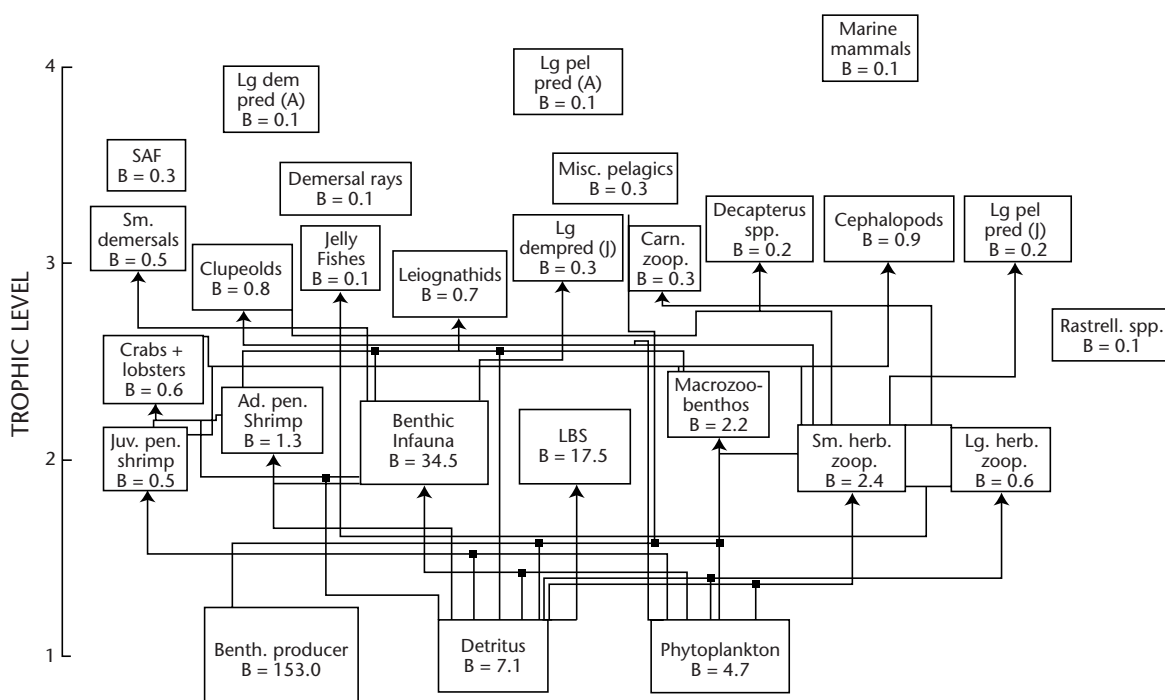 Marine
mammals
B = 0.1
4
Lg pel
pred (A)
B = 0.1
Lg dem
pred (A)
B = 0.1
SAF
B = 0.3
Misc. pelagics
B = 0.3
Demersal rays
B = 0.1
Sm.
demersals
B = 0.5
Jelly
Fishes
B = 0.1
Lg
dempred (J)
B = 0.3
Carn.
zoop.
B = 0.3
Decapterus
spp.
B = 0.2
Cephalopods
B = 0.9
Lg pel
pred (J)
B = 0.2
3
Clupeolds
B = 0.8
Leiognathids
B = 0.7
TROPHIC LEVEL
Rastrell. spp.
B = 0.1
Crabs +
lobsters
B = 0.6
Ad. pen.
Shrimp
B = 1.3
Macrozoo-
benthos
B = 2.2
Juv. pen.
shrimp
B = 0.5
Benthic
Infauna
B = 34.5
LBS
B = 17.5
Sm. herb.
zoop.
B = 2.4
Lg. herb.
zoop.
B = 0.6
2
Benth. producer
B = 153.0
Detritus
B = 7.1
Phytoplankton
B = 4.7
1